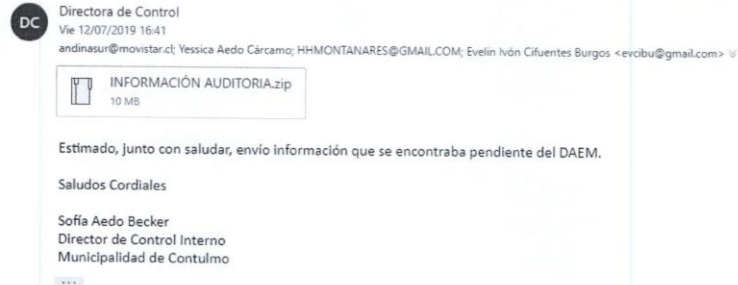 DC
Directora de Control
Vie 12/07/2019 16:41
andinasur@movistar.cl; Yessica Aedo Cárcamo; HHMONTANARES@GMAIL.COM; Evelin Ivón Cifuentes Burgos <evcibu@gmail.com>
INFORMACIÓN AUDITORIA.zip
10 MB
Estimado, junto con saludar, envío información que se encontraba pendiente del DAEM.
Saludos Cordiales
Sofía Aedo Becker
Director de Control Interno
Municipalidad de Contulmo
...